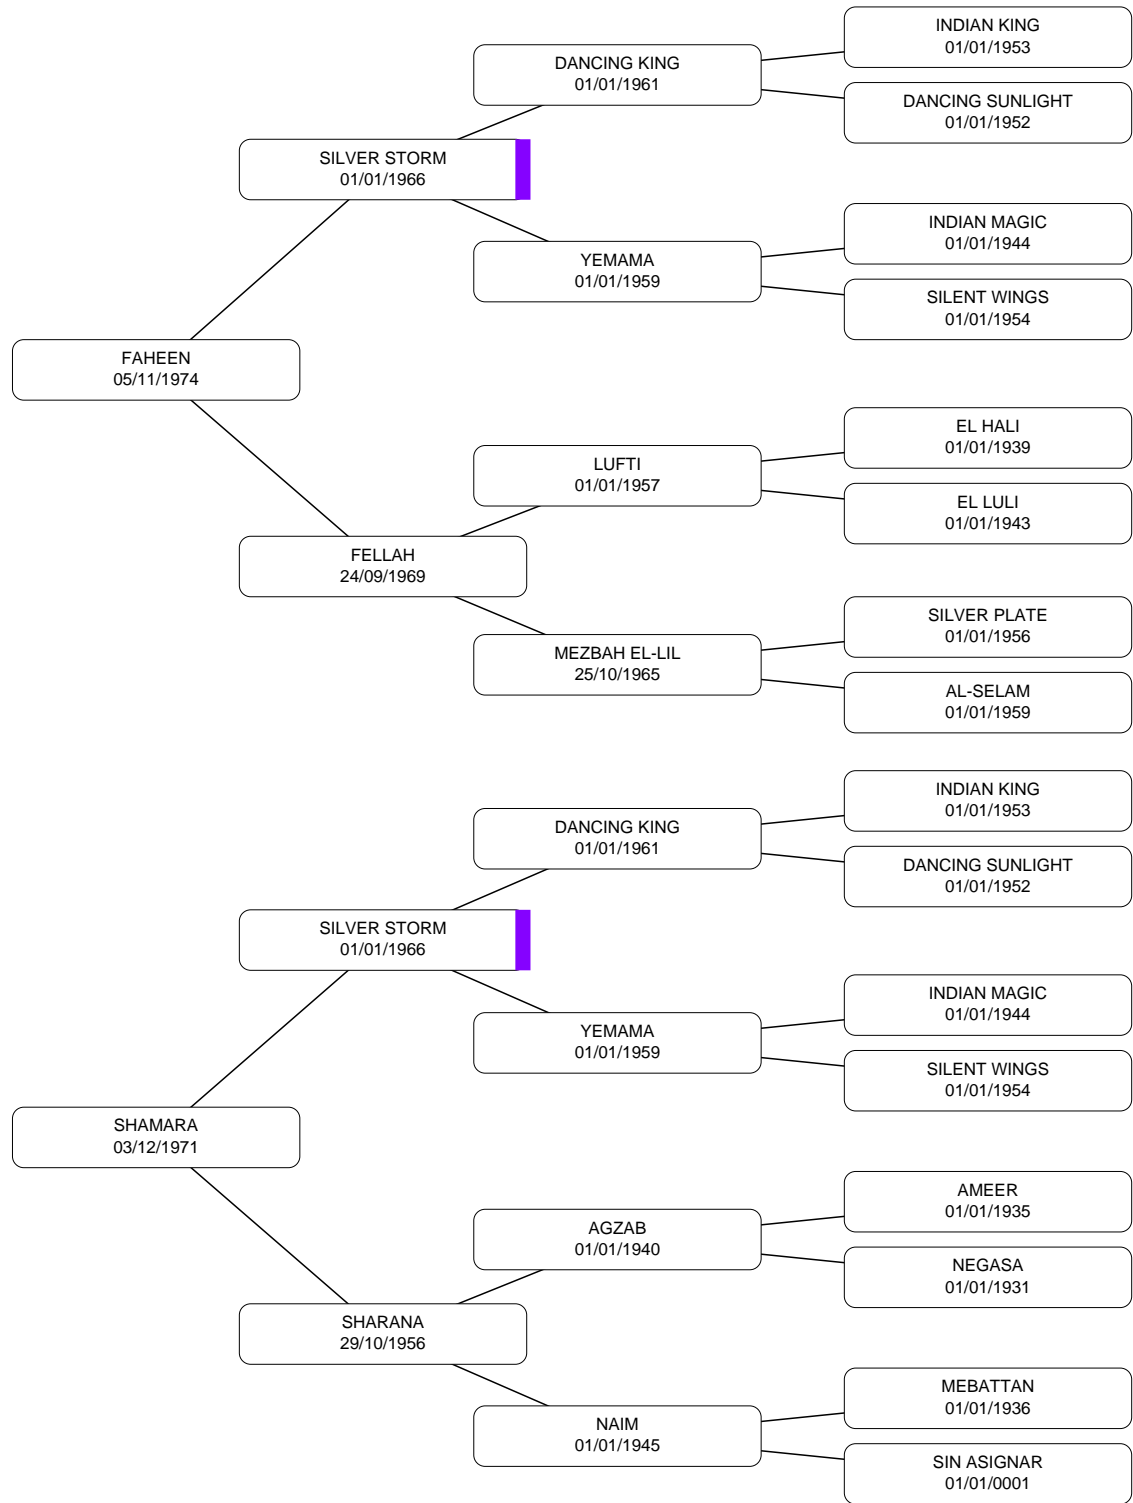 INDIAN KING
01/01/1953
DANCING KING
01/01/1961
DANCING SUNLIGHT
01/01/1952
SILVER STORM
01/01/1966
INDIAN MAGIC
01/01/1944
YEMAMA
01/01/1959
SILENT WINGS
01/01/1954
FAHEEN
05/11/1974
EL HALI
01/01/1939
LUFTI
01/01/1957
EL LULI
01/01/1943
FELLAH
24/09/1969
SILVER PLATE
01/01/1956
MEZBAH EL-LIL
25/10/1965
AL-SELAM
01/01/1959
INDIAN KING
01/01/1953
DANCING KING
01/01/1961
DANCING SUNLIGHT
01/01/1952
SILVER STORM
01/01/1966
INDIAN MAGIC
01/01/1944
YEMAMA
01/01/1959
SILENT WINGS
01/01/1954
SHAMARA
03/12/1971
AMEER
01/01/1935
AGZAB
01/01/1940
NEGASA
01/01/1931
SHARANA
29/10/1956
MEBATTAN
01/01/1936
NAIM
01/01/1945
SIN ASIGNAR
01/01/0001